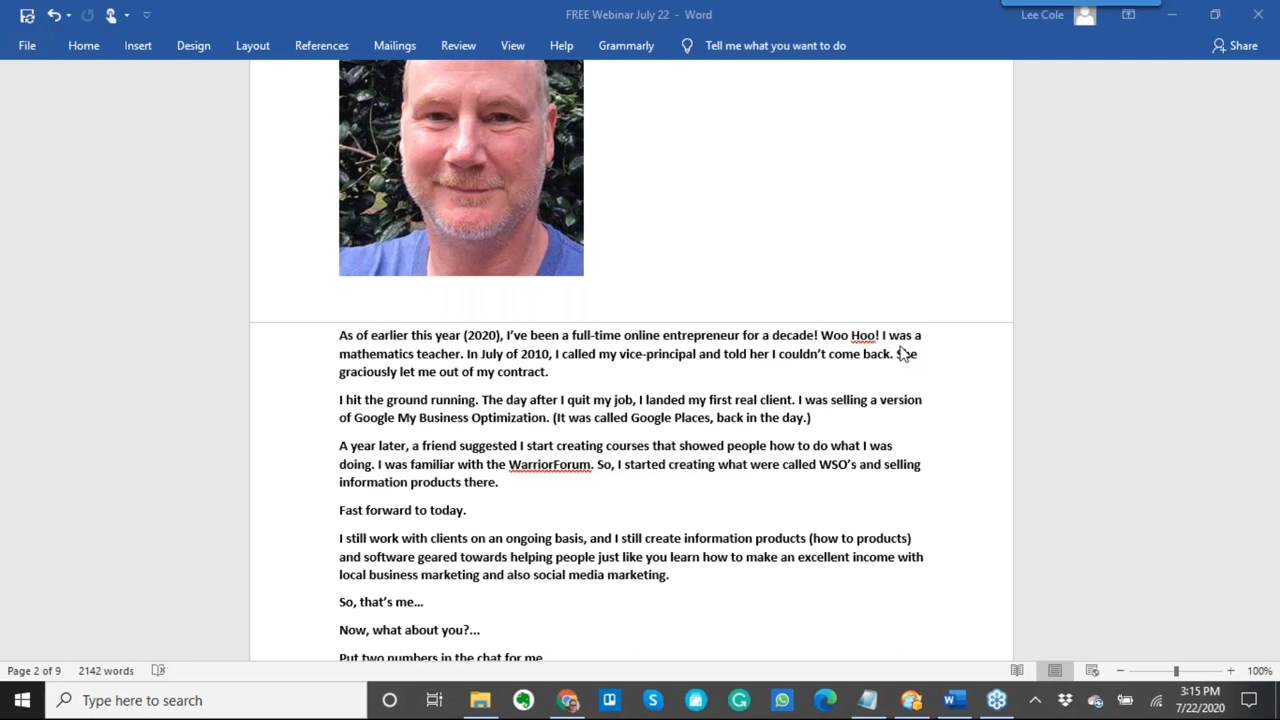 FREE Webinar July 22 - Word
Lee Cole
File Home Insert Design Layout References Mailings Review View Help Grammarly Tell me what you want to do Share
As of earlier this year (2020), I've been a full-time online entrepreneur for a decade! Woo Hoo! I was a
mathematics teacher. In July of 2010, I called my vice-principal and told her I couldn't come back. She
graciously let me out of my contract.
I hit the ground running. The day after I quit my job, I landed my first real client. I was selling a version
of Google My Business Optimization. (It was called Google Places, back in the day.)
A year later, a friend suggested I start creating courses that showed people how to do what I was
doing. I was familiar with the WarriorForum. So, I started creating what were called WSO's and selling
information products there.
Fast forward to today.
I still work with clients on an ongoing basis, and I still create information products (how to products)
and software geared towards helping people just like you learn how to make an excellent income with
local business marketing and also social media marketing.
So, that's me…
Now, what about you?...
Put two numbers in the chat for me
Page 2 of 9 2142 words 100%
Type here to search
3:15 PM
7/22/2020